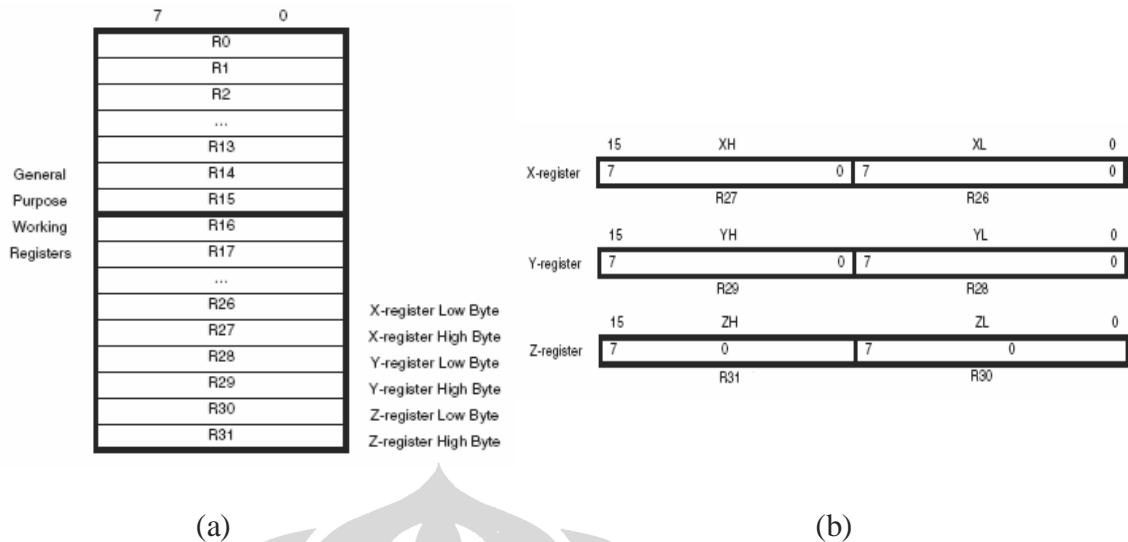 7 0
R0
R1
R2
...
R13
General R14
Purpose R15
Working R16
Registers R17
...
R26 X-register Low Byte
R27 X-register High Byte
R28 Y-register Low Byte
R29 Y-register High Byte
R30 Z-register Low Byte
R31 Z-register High Byte
(a)
15 XH XL 0
X-register 7 0 7 0
R27 R26
15 YH YL 0
Y-register 7 0 7 0
R29 R28
15 ZH ZL 0
Z-register 7 0 7 0
R31 R30
(b)